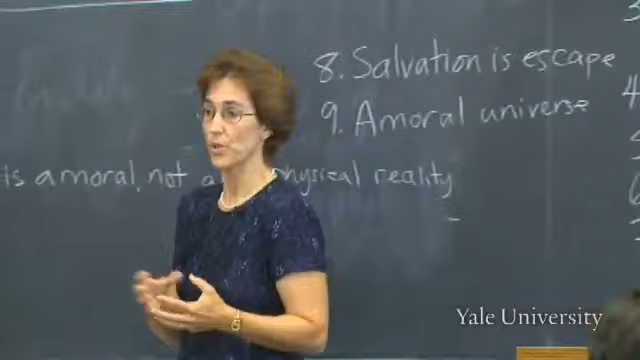 8. Salvation is escape
9. Amoral universe
is amoral, not a physical reality
Yale University